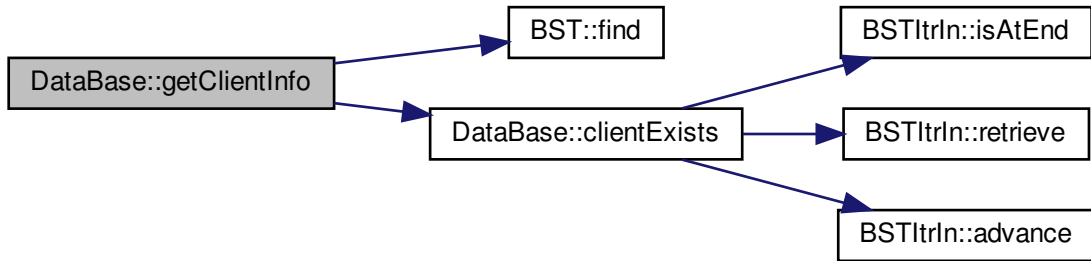 DataBase::getClientInfo
BST::find
DataBase::clientExists
BSTItrIn::isAtEnd
BSTItrIn::retrieve
BSTItrIn::advance